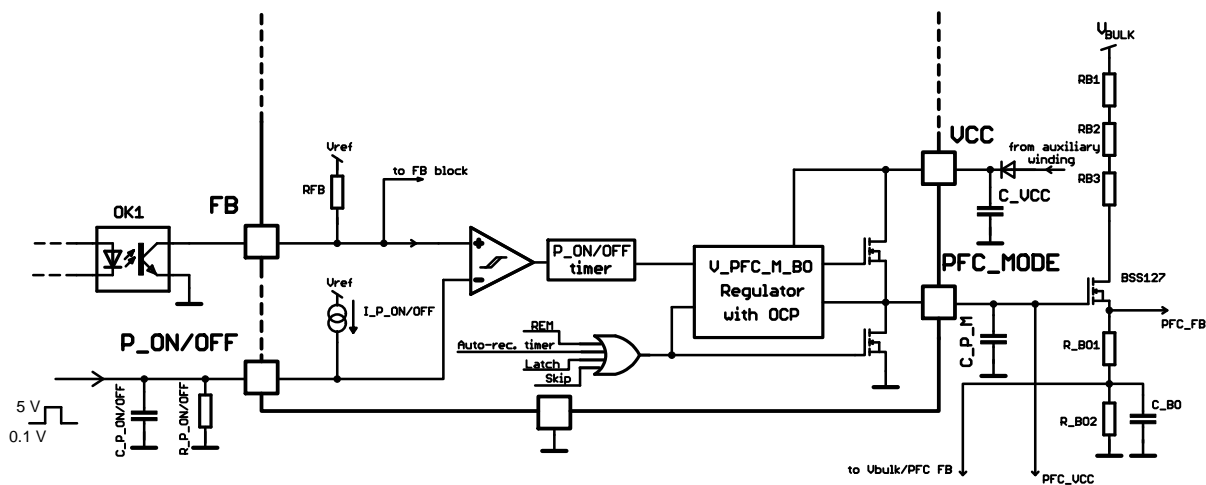 V_BULK
RB1
RB2
RB3
VCC
from auxiliary
winding
C_VCC
Vref
RFB
to FB block
FB
OK1
P_ON/OFF
timer
V_PFC_M_BO
Regulator
with OCP
PFC_MODE
BSS127
PFC_FB
Vref
I_P_ON/OFF
P_ON/OFF
REM
Auto-rec. timer
Latch
Skip
C_P_M
R_BO1
5 V
0.1 V
C_P_ON/OFF
R_P_ON/OFF
R_BO2
C_BO
to Vbulk/PFC FB
PFC_VCC